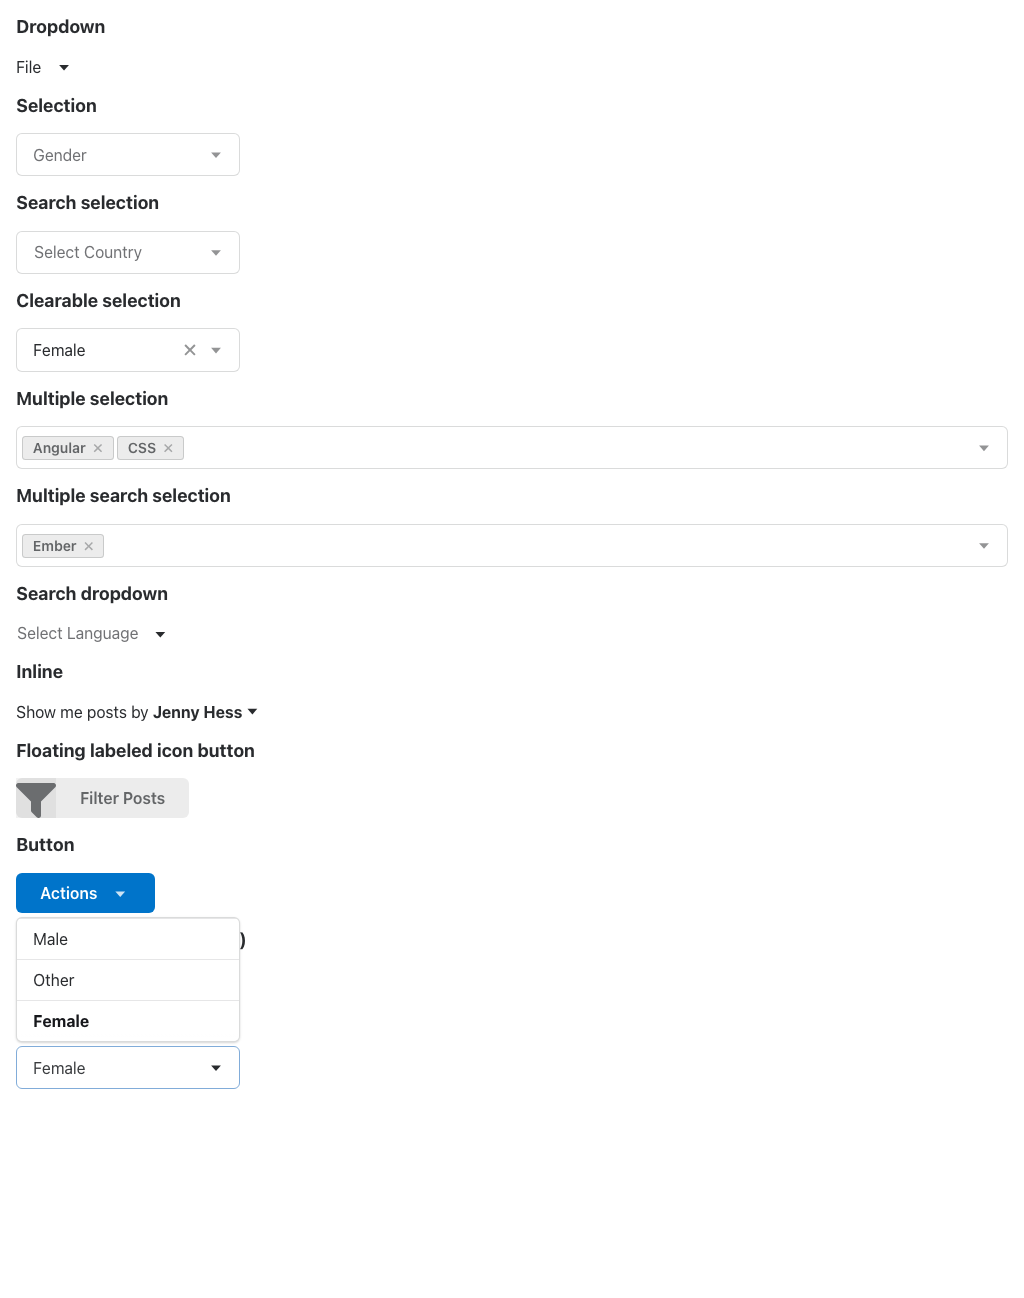 Dropdown
File
Selection
Gender
Search selection
Select Country
Clearable selection
Female
Multiple selection
Angular CSS
Multiple search selection
Ember
Search dropdown
Select Language
Inline
Show me posts by Jenny Hess
Floating labeled icon button
Filter Posts
Button
Actions
Male
)
Other
Female
Female